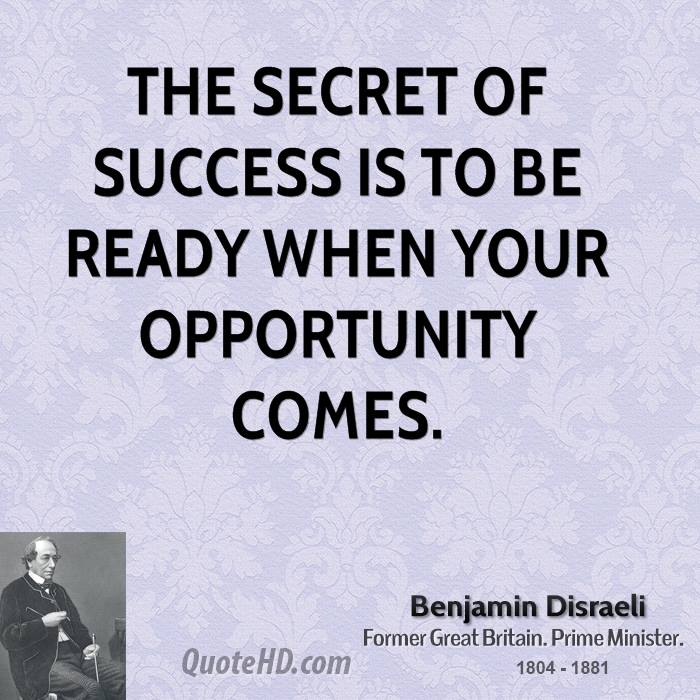 THE SECRET OF
SUCCESS IS TO BE
READY WHEN YOUR
OPPORTUNITY
COMES.
Benjamin Disraeli
Former Great Britain. Prime Minister.
QuoteHD.com
1804 - 1881